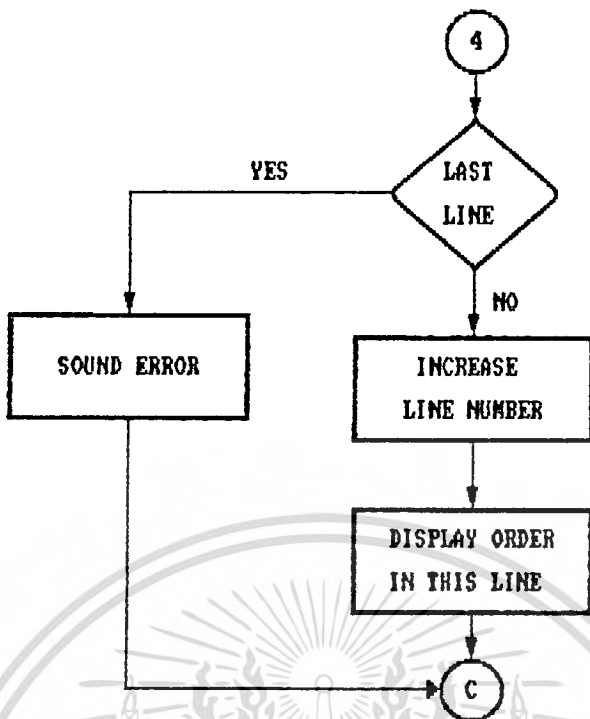 4
LAST
LINE
YES
NO
SOUND ERROR
INCREASE
LINE NUMBER
DISPLAY ORDER
IN THIS LINE
C